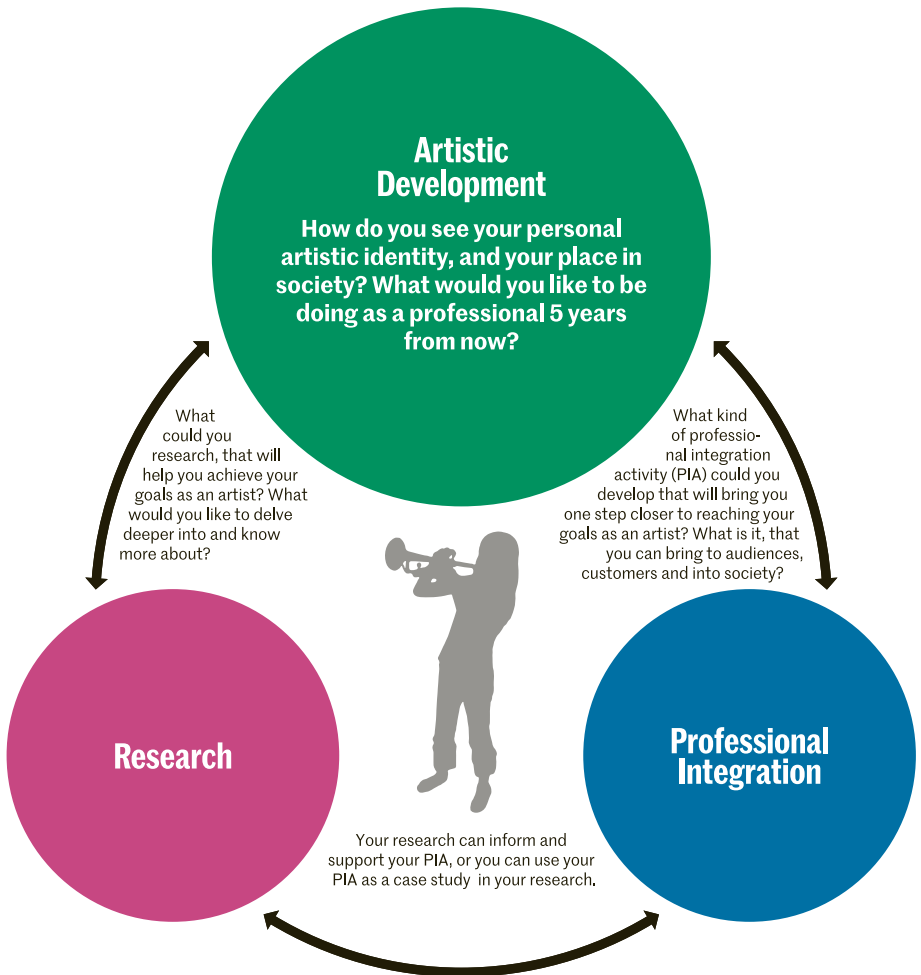 Artistic
Development
How do you see your personal
artistic identity, and your place in
society? What would you like to be
doing as a professional 5 years
from now?
What
could you
research, that will
help you achieve your
goals as an artist? What
would you like to delve
deeper into and know
more about?
What kind
of professio-
nal integration
activity (PIA) could you
develop that will bring you
one step closer to reaching your
goals as an artist? What is it, that
you can bring to audiences,
customers and into society?
Research
Professional
Integration
Your research can inform and
support your PIA, or you can use your
PIA as a case study in your research.